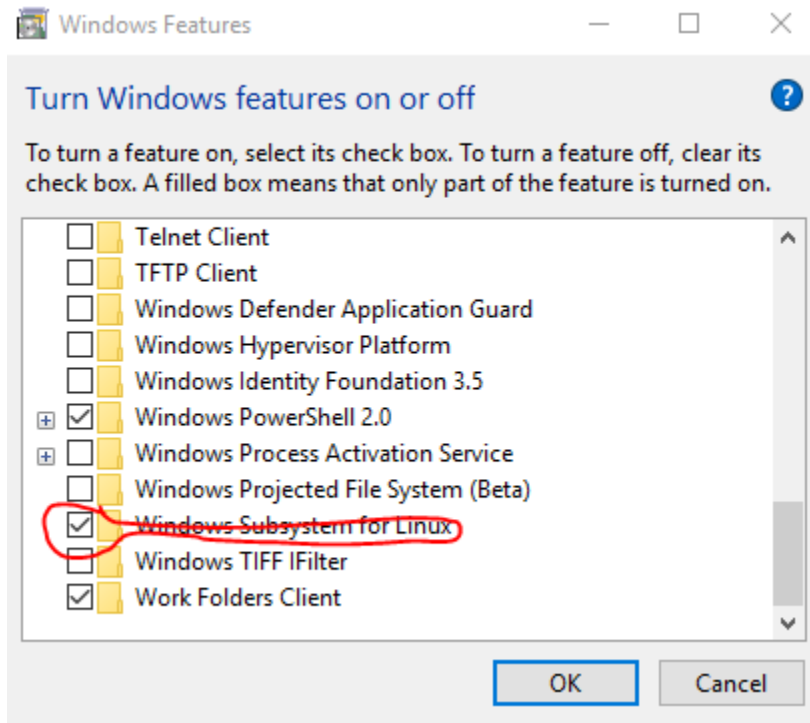 Windows Features
Turn Windows features on or off
To turn a feature on, select its check box. To turn a feature off, clear its
check box. A filled box means that only part of the feature is turned on.
Telnet Client
TFTP Client
Windows Defender Application Guard
Windows Hypervisor Platform
Windows Identity Foundation 3.5
Windows PowerShell 2.0
Windows Process Activation Service
Windows Projected File System (Beta)
Windows Subsystem for Linux
Windows TIFF IFilter
Work Folders Client
OK Cancel